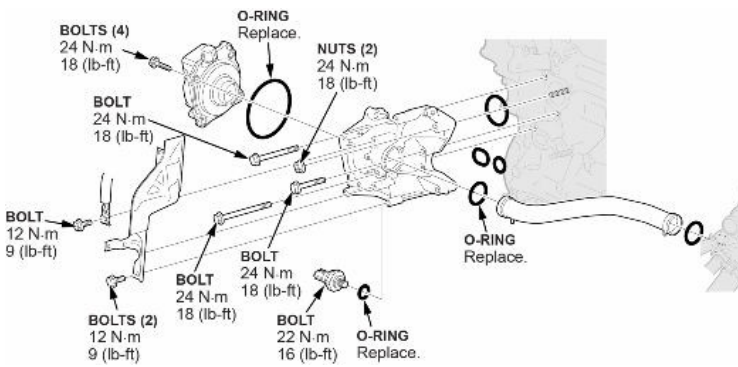 O-RING
Replace.
BOLTS (4)
24 N·m
18 (lb-ft)
NUTS (2)
24 N·m
18 (lb-ft)
BOLT
24 N·m
18 (lb-ft)
BOLT
12 N·m
9 (lb-ft)
O-RING
Replace.
BOLT
24 N·m
18 (lb-ft)
BOLT
24 N·m
18 (lb-ft)
BOLTS (2)
12 N·m
9 (lb-ft)
BOLT
22 N·m
16 (lb-ft)
O-RING
Replace.